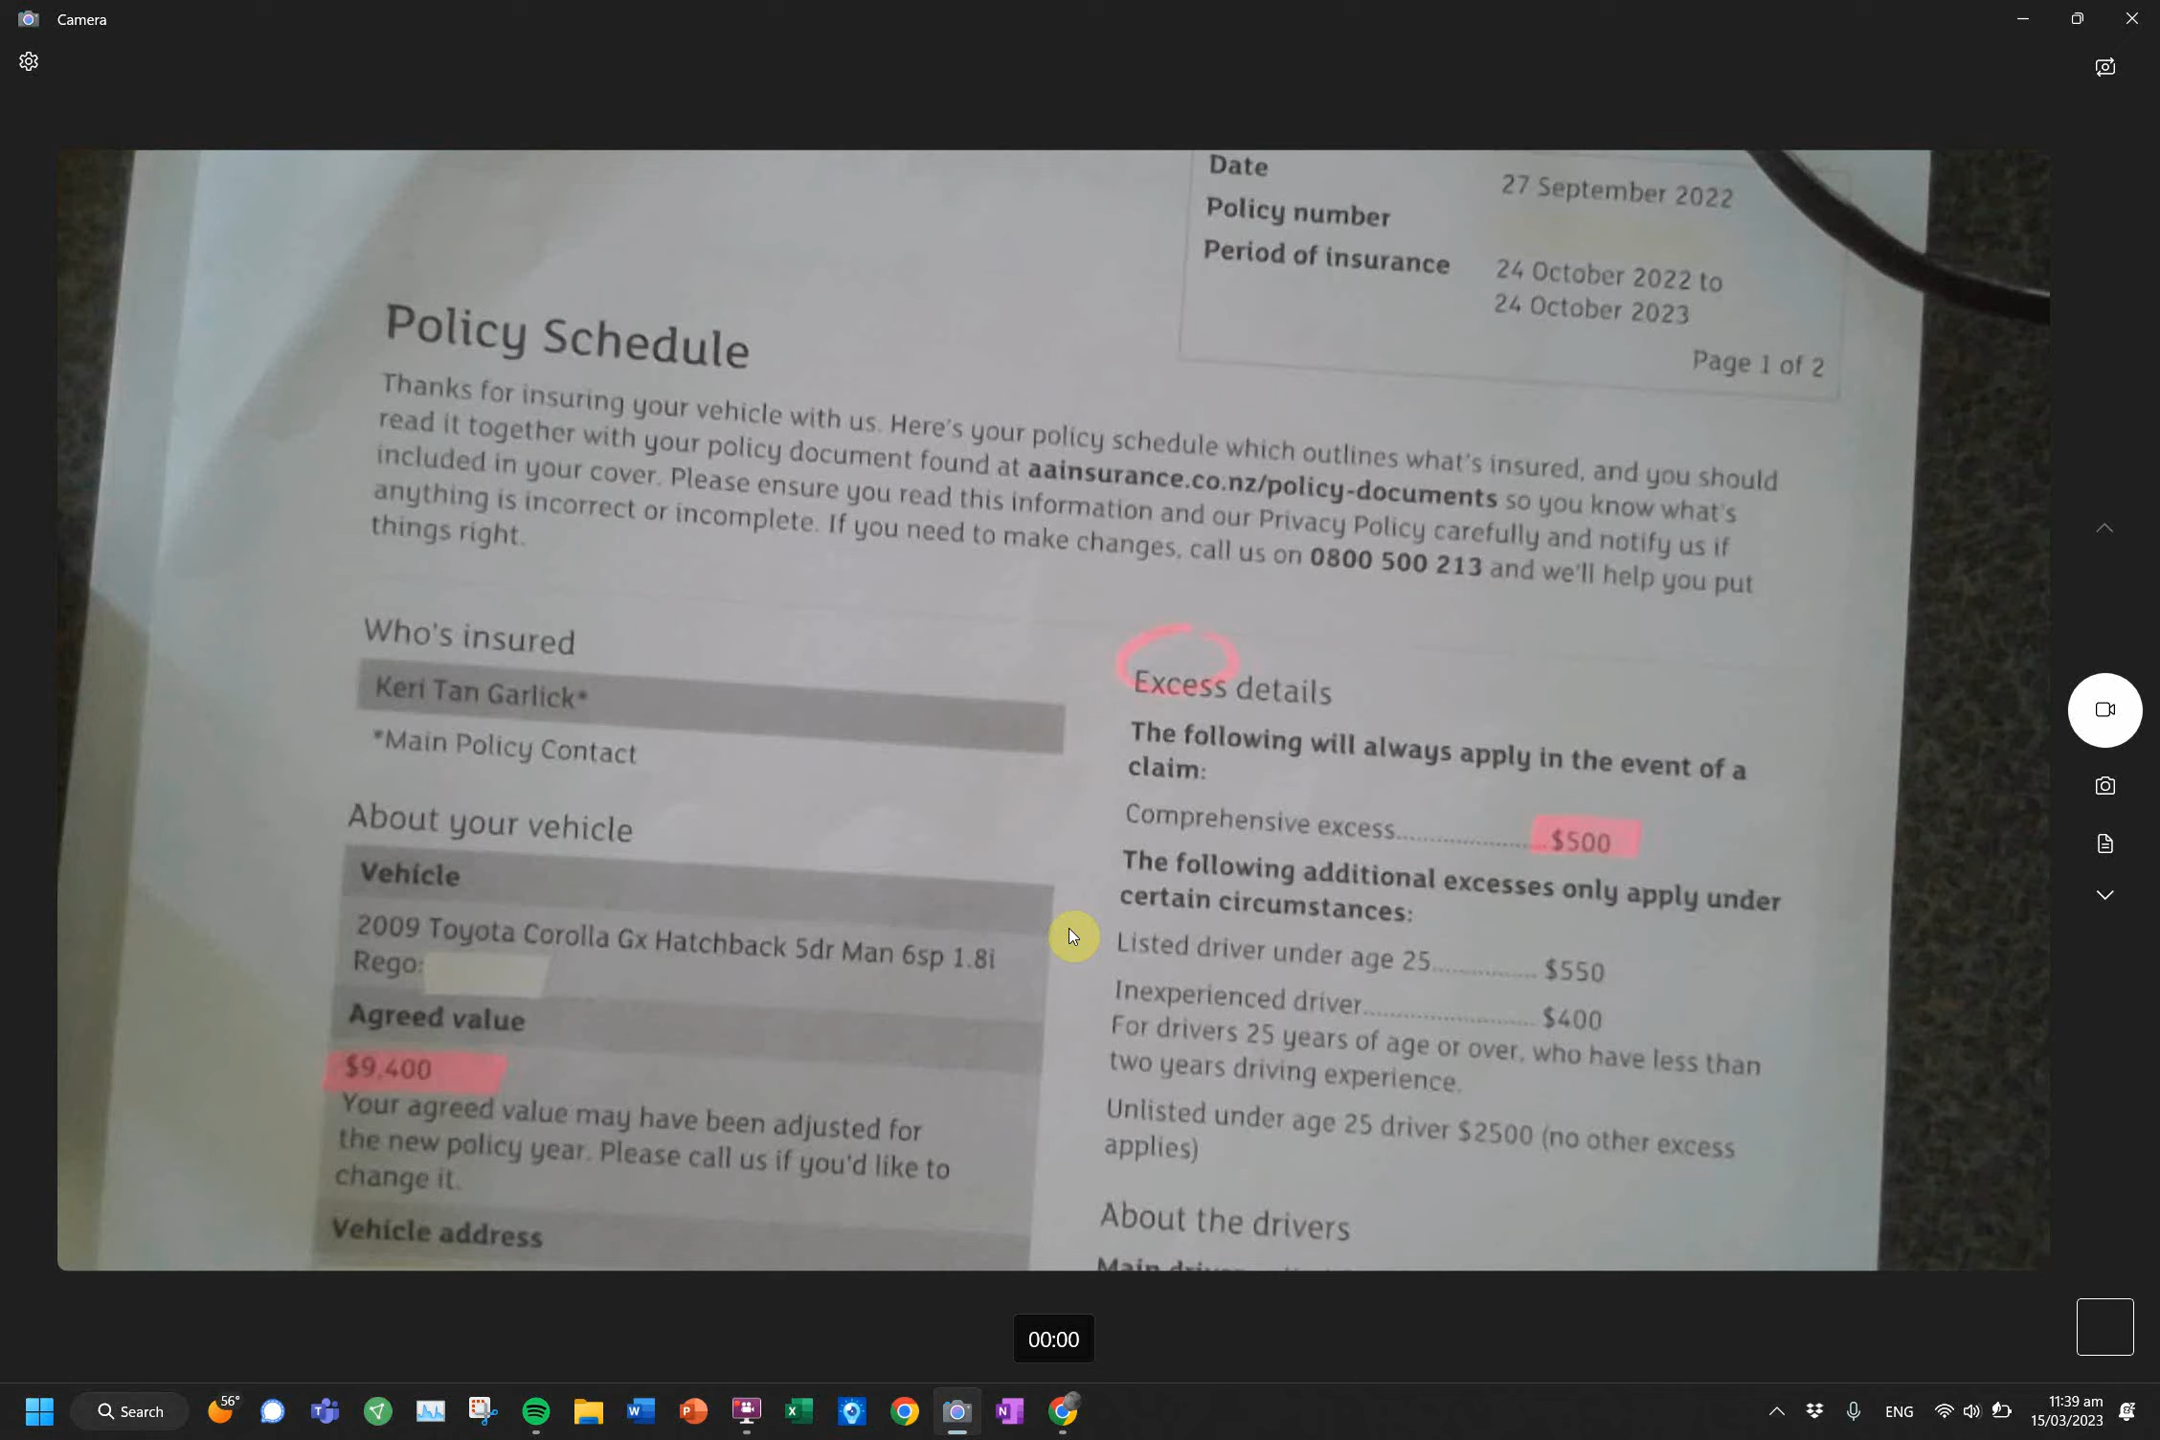 Camera
Date
27 September 2022
Policy number
Period of insurance
24 October 2022 to
24 October 2023
Page 1 of 2
Policy Schedule
Thanks for insuring your vehicle with us. Here's your policy schedule which outlines what's insured, and you should
read it together with your policy document found at aainsurance.co.nz/policy-documents so you know what's
included in your cover. Please ensure you read this information and our Privacy Policy carefully and notify us if
anything is incorrect or incomplete. If you need to make changes, call us on 0800 500 213 and we'll help you put
things right.
Who's insured
Keri Tan Garlick*
*Main Policy Contact
About your vehicle
Vehicle
2009 Toyota Corolla Gx Hatchback 5dr Man 6sp 1.8i
Rego:
Agreed value
$9,400
Your agreed value may have been adjusted for
the new policy year. Please call us if you'd like to
change it.
Vehicle address
Excess details
The following will always apply in the event of a
claim:
Comprehensive excess.................... $500
The following additional excesses only apply under
certain circumstances:
Listed driver under age 25............... $550
Inexperienced driver......................... $400
For drivers 25 years of age or over, who have less than
two years driving experience.
Unlisted under age 25 driver $2500 (no other excess
applies)
About the drivers
Main
00:00
56°
Search
ENG
11:39 am
15/03/2023